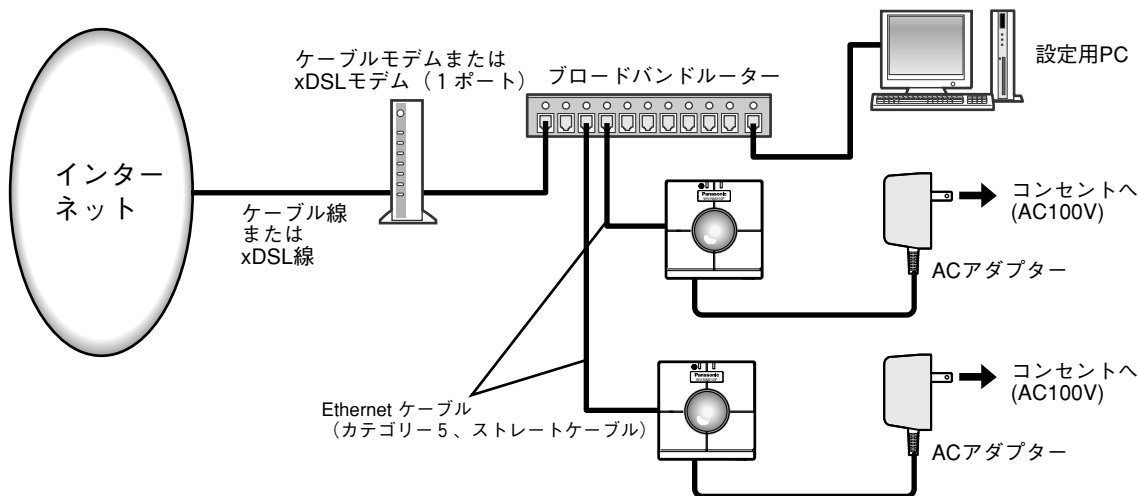 ケーブルモデムまたは
xDSLモデム（1ポート）
ブロードバンドルーター
設定用PC
インター
ネット
ケーブル線
または
xDSL線
Panasonic
コンセントへ
(AC100V)
ACアダプター
Panasonic
コンセントへ
(AC100V)
ACアダプター
Ethernet ケーブル
（カテゴリー5、ストレートケーブル）